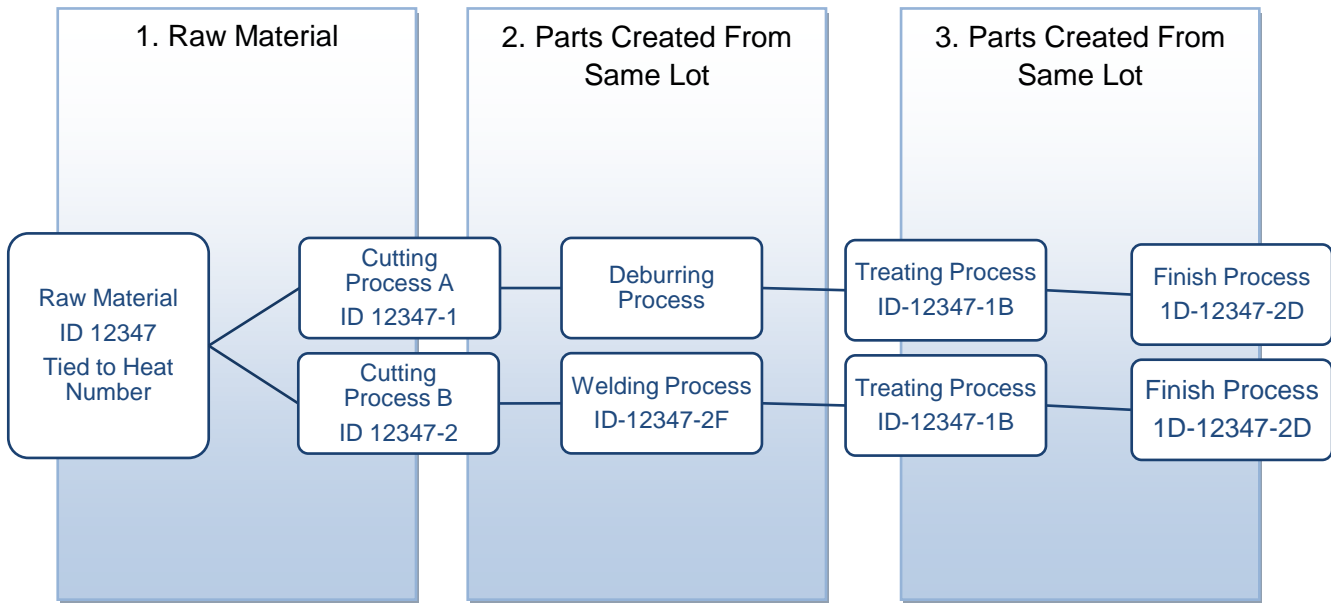 1. Raw Material
2. Parts Created From
Same Lot
3. Parts Created From
Same Lot
Raw Material
ID 12347
Tied to Heat
Number
Cutting
Process A
ID 12347-1
Deburring
Process
Treating Process
ID-12347-1B
Finish Process
1D-12347-2D
Cutting
Process B
ID 12347-2
Welding Process
ID-12347-2F
Treating Process
ID-12347-1B
Finish Process
1D-12347-2D